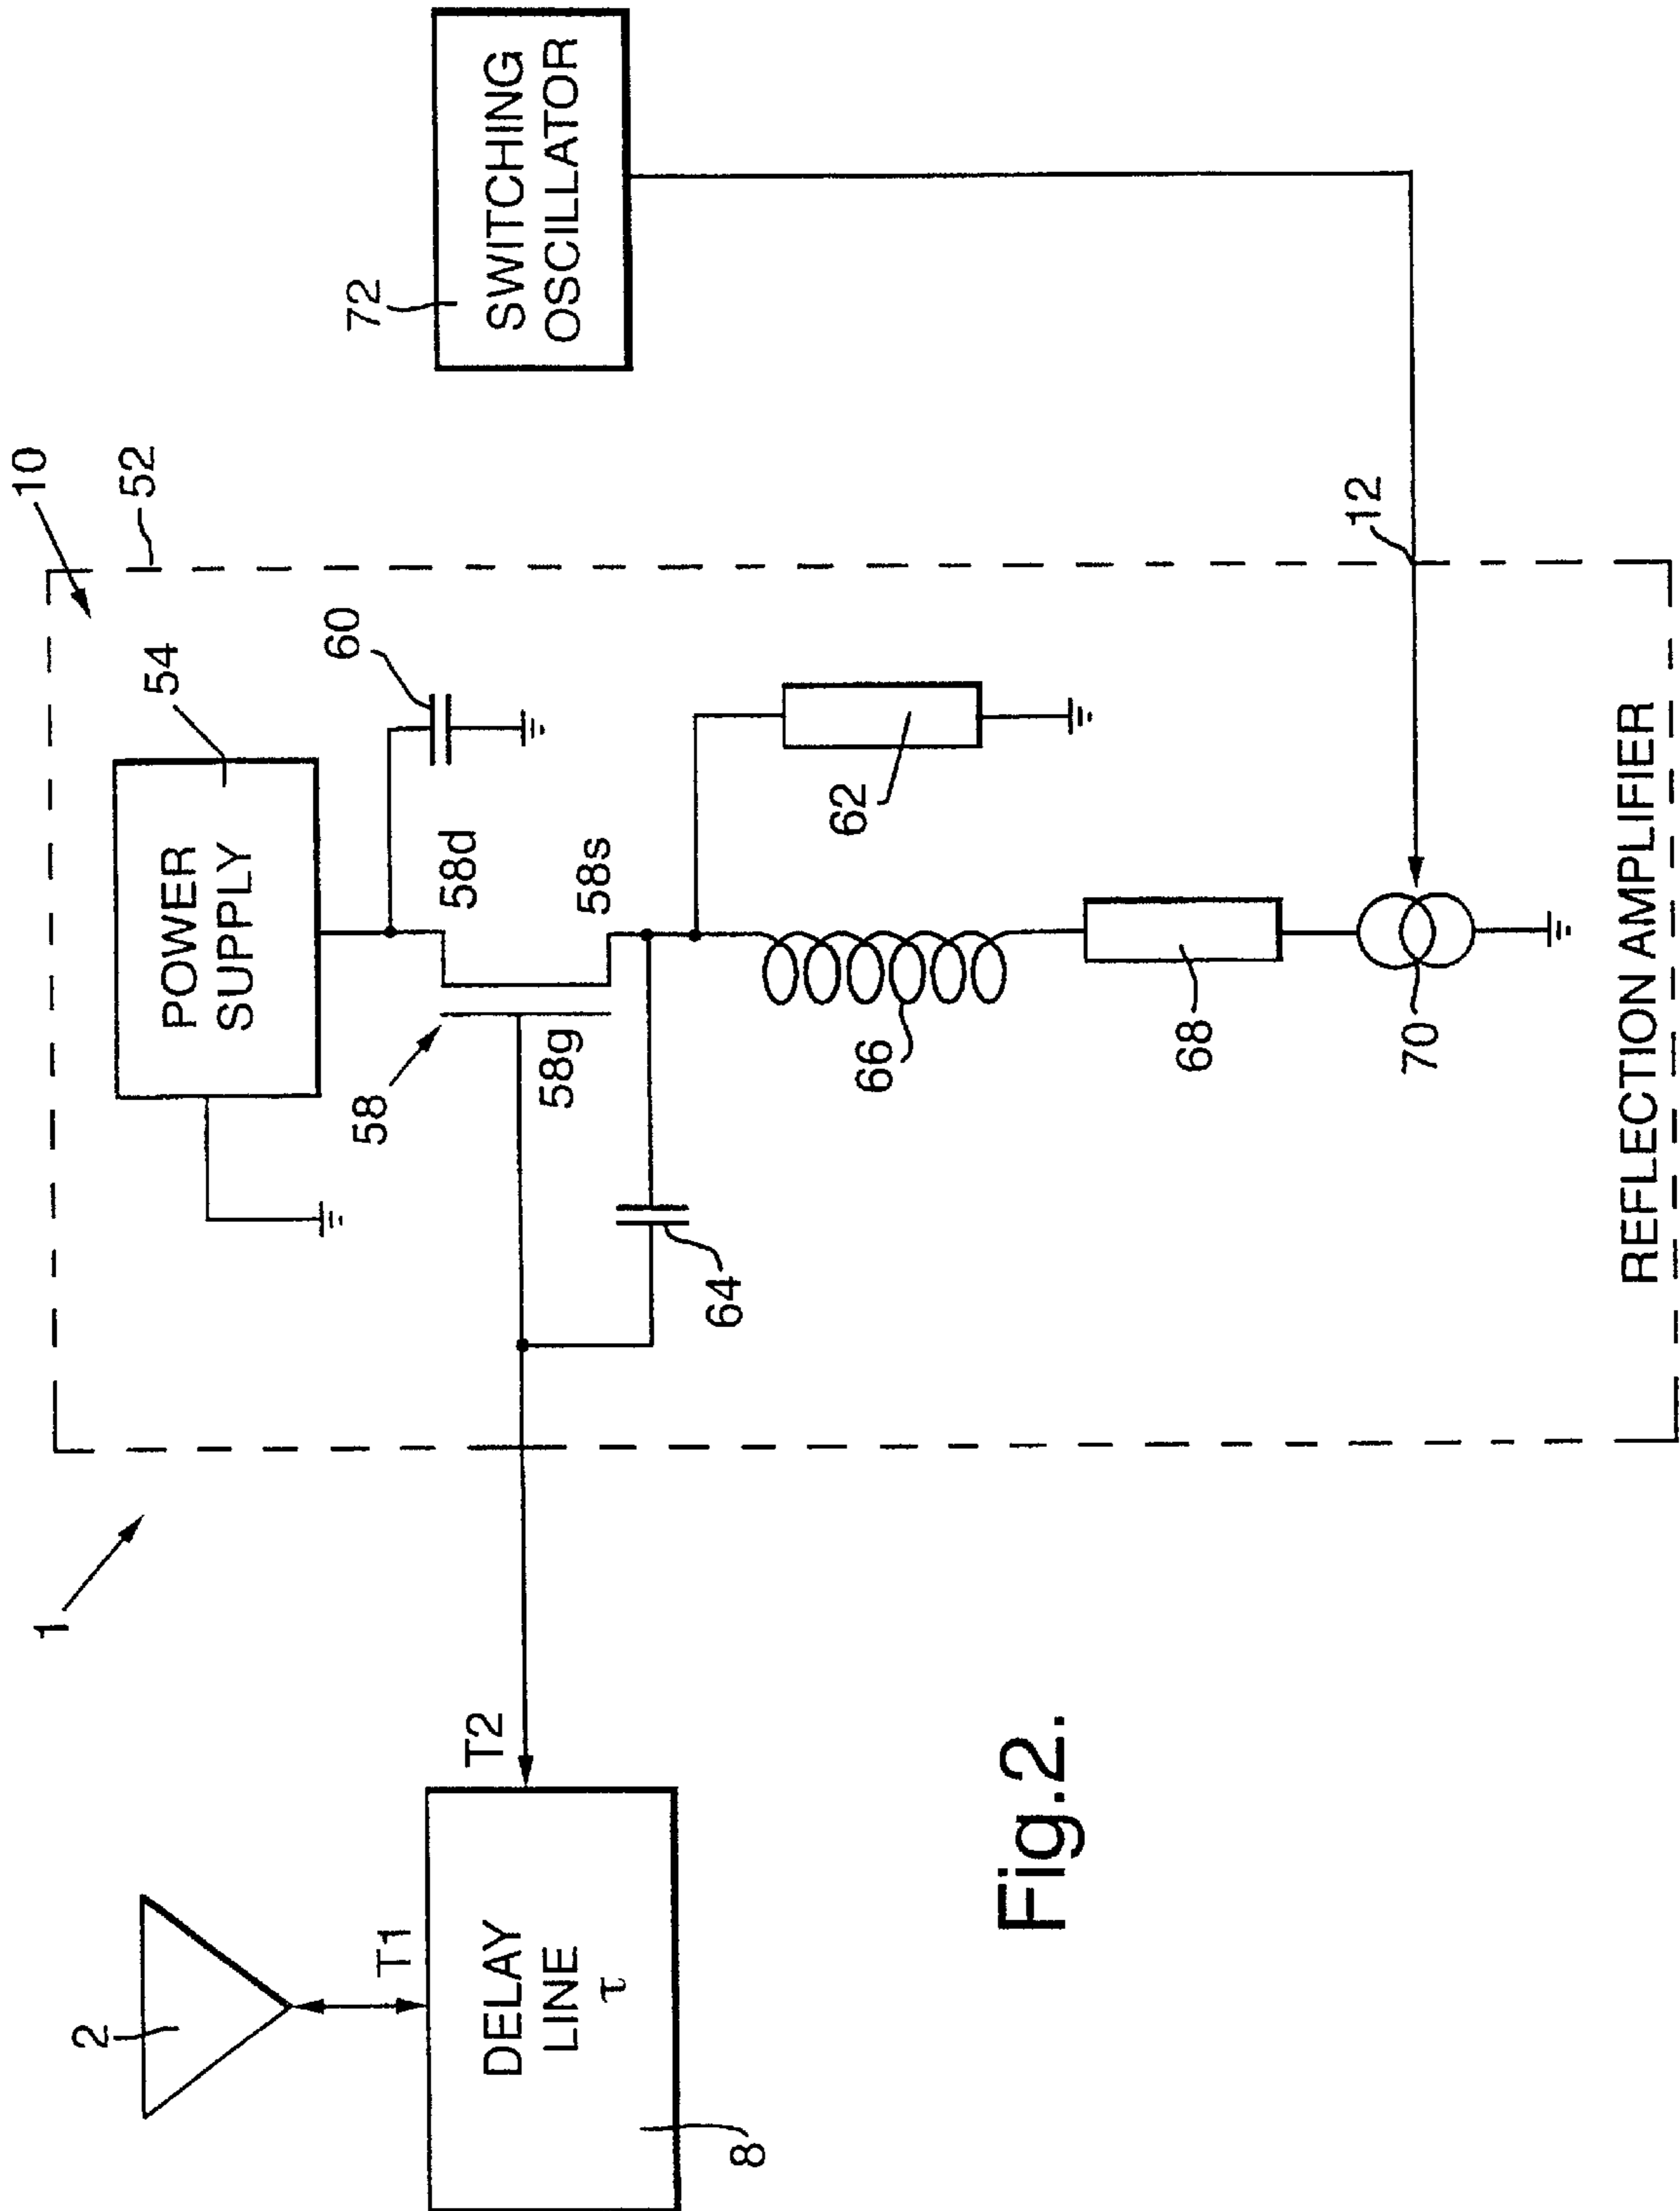 1
10
52
POWER
SUPPLY
54
60
58
58d
58g
58s
64
62
66
68
70
12
REFLECTION AMPLIFIER
72
SWITCHING
OSCILLATOR
2
T1
T2
DELAY
LINE
τ
8
Fig.2.